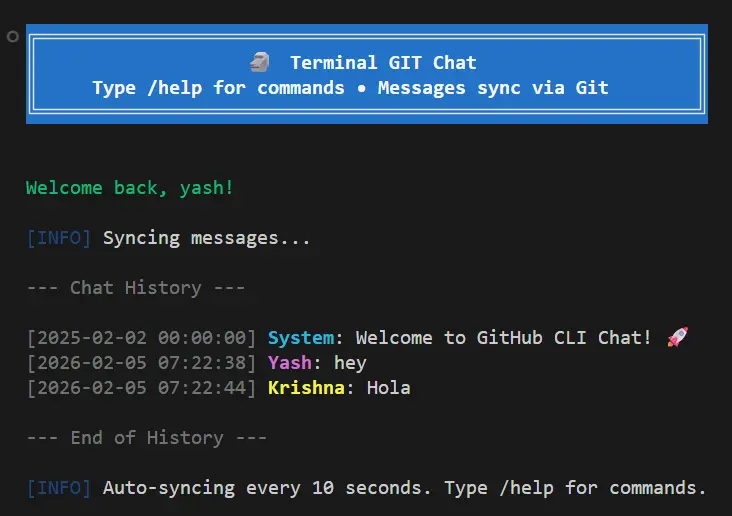 🗿 Terminal GIT Chat
Type /help for commands • Messages sync via Git
Welcome back, yash!
[INFO] Syncing messages...
--- Chat History ---
[2025-02-02 00:00:00] System: Welcome to GitHub CLI Chat! 🚀
[2026-02-05 07:22:38] Yash: hey
[2026-02-05 07:22:44] Krishna: Hola
--- End of History ---
[INFO] Auto-syncing every 10 seconds. Type /help for commands.